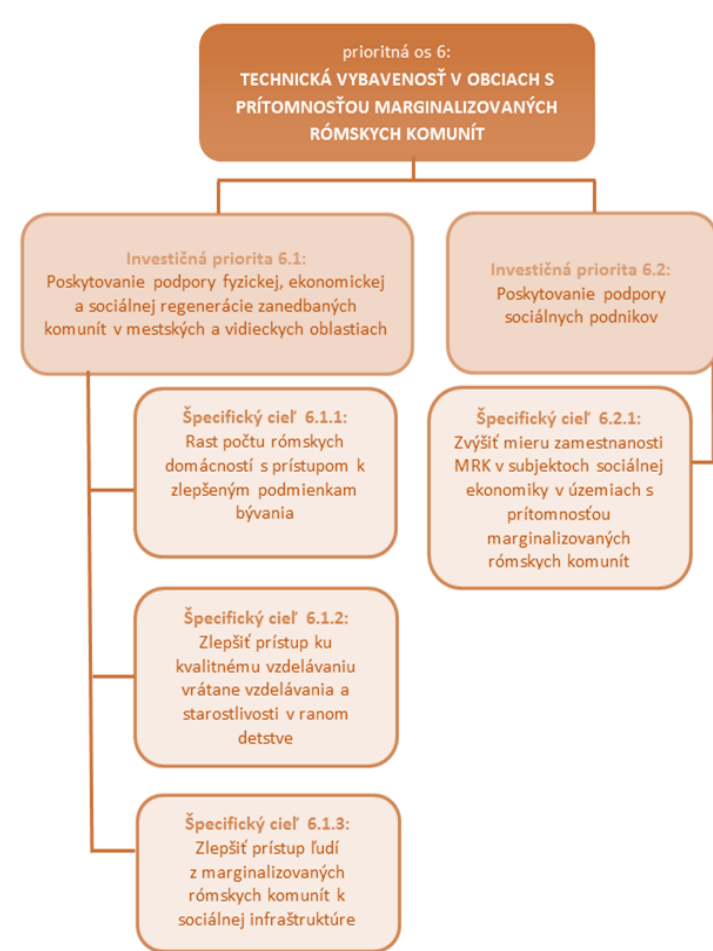 prioritná os 6:
TECHNICKÁ VYBAVENOSŤ V OBCIACH S
PRÍTOMNOSŤOU MARGINALIZOVANÝCH
RÓMSKYCH KOMUNÍT
Investičná priorita 6.1:
Poskytovanie podpory fyzickej, ekonomickej
a sociálnej regenerácie zanedbaných
komunít v mestských a vidieckych oblastiach
Investičná priorita 6.2:
Poskytovanie podpory
sociálnych podnikov
Špecifický cieľ 6.1.1:
Rast počtu rómskych
domácností s prístupom k
zlepšeným podmienkam
bývania
Špecifický cieľ 6.2.1:
Zvýšiť mieru zamestnanosti
MRK v subjektoch sociálnej
ekonomiky v územiach s
prítomnosťou
marginalizovaných
rómskych komunít
Špecifický cieľ 6.1.2:
Zlepšiť prístup ku
kvalitnému vzdelávaniu
vrátane vzdelávania a
starostlivosti v ranom
detstve
Špecifický cieľ 6.1.3:
Zlepšiť prístup ľudí
z marginalizovaných
rómskych komunít k
sociálnej infraštruktúre